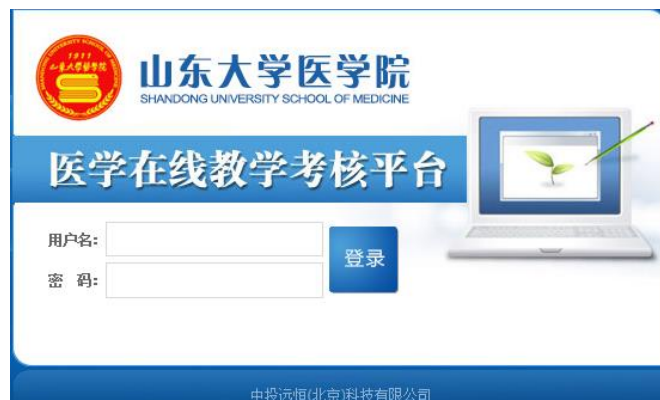 1911
山东大学医学院
SHANDONG UNIVERSITY SCHOOL OF MEDICINE
医学在线教学考核平台
用户名:
登录
密 码:
中投远恒(北京)科技有限公司